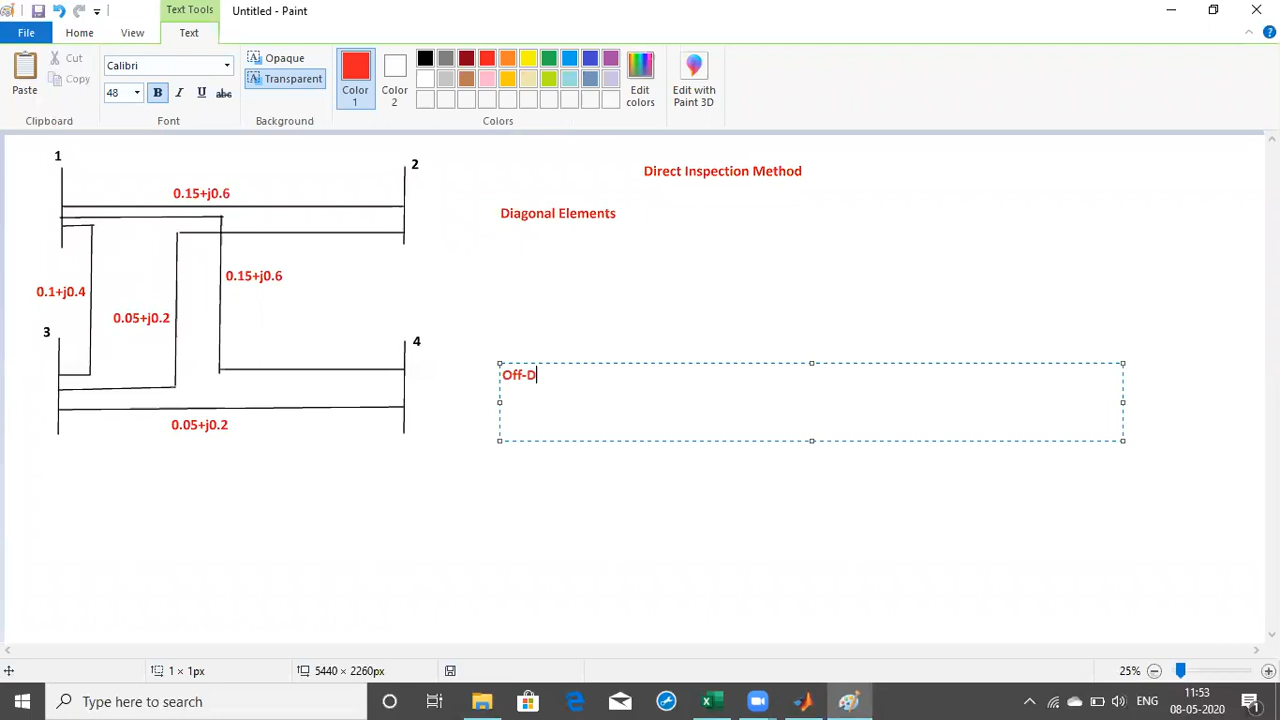 Text Tools
Untitled - Paint
File
Home
View
Text
Paste
Cut
Copy
Clipboard
Calibri
48
B
I
U
abc
Font
Opaque
Transparent
Background
Color
1
Color
2
Edit
colors
Edit with
Paint 3D
Colors
1
2
0.15+j0.6
0.15+j0.6
0.1+j0.4
0.05+j0.2
3
4
0.05+j0.2
Direct Inspection Method
Diagonal Elements
Off-D
1 × 1px
5440 × 2260px
25%
Type here to search
ENG
11:53
08-05-2020
1